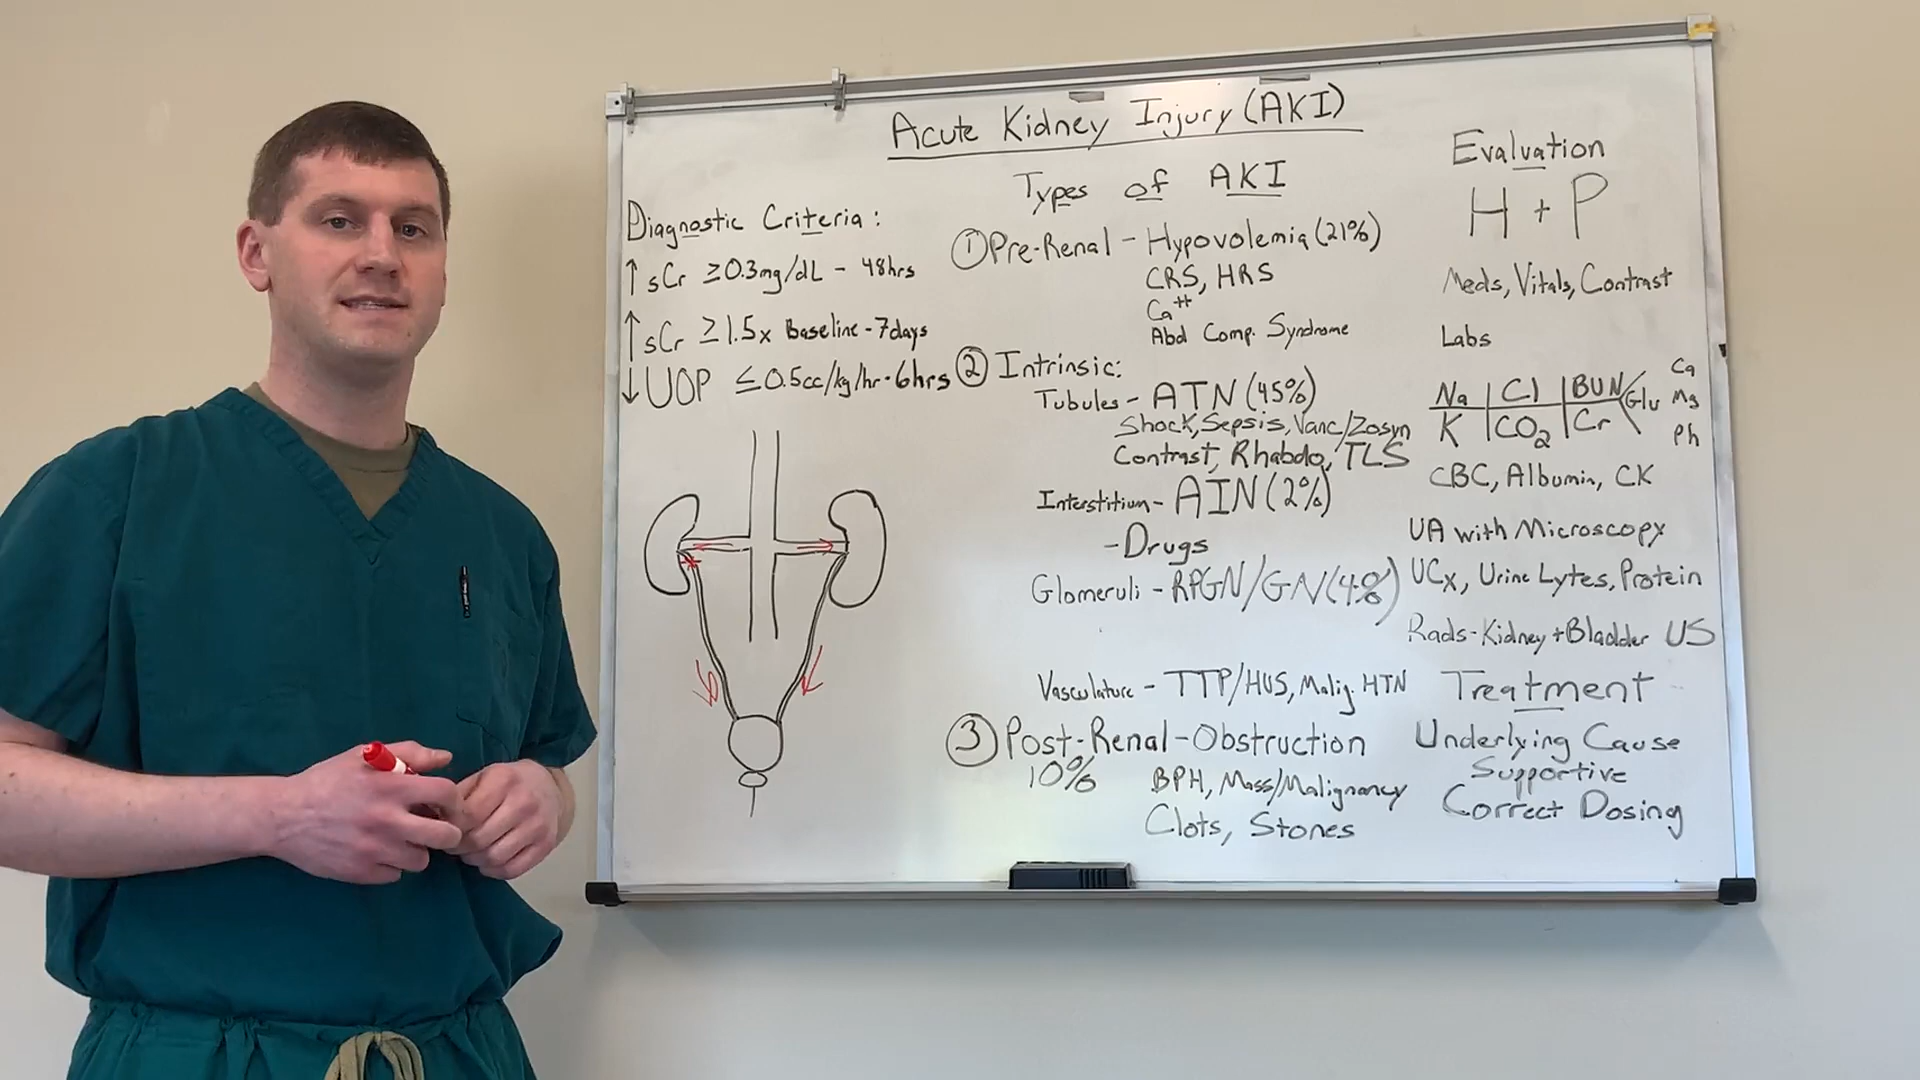 Acute Kidney Injury (AKI)
Diagnostic Criteria:
↑ sCr ≥0.3mg/dL - 48hrs
↑ sCr ≥1.5x Baseline - 7days
↓ UOP ≤0.5cc/kg/hr - 6hrs
Types of AKI
① Pre-Renal - Hypovolemia (21%)
CRS, HRS
Ca++
Abd Comp. Syndrome
② Intrinsic:
Tubules - ATN (45%)
Shock, Sepsis, Vanc/Zosyn
Contrast, Rhabdo, TLS
Interstitium - AIN (2%)
- Drugs
Glomeruli - RPGN/GN (4%)
Vasculature - TTP/HUS, Malig. HTN
③ Post-Renal - Obstruction
10% BPH, Mass/Malignancy
Clots, Stones
Evaluation
H + P
Meds, Vitals, Contrast
Labs
Na | Cl | BUN Glu Ca
K | CO2 | Cr Mg
Ph
CBC, Albumin, CK
UA with Microscopy
UCx, Urine Lytes, Protein
Rads - Kidney + Bladder US
Treatment
Underlying Cause
Supportive
Correct Dosing